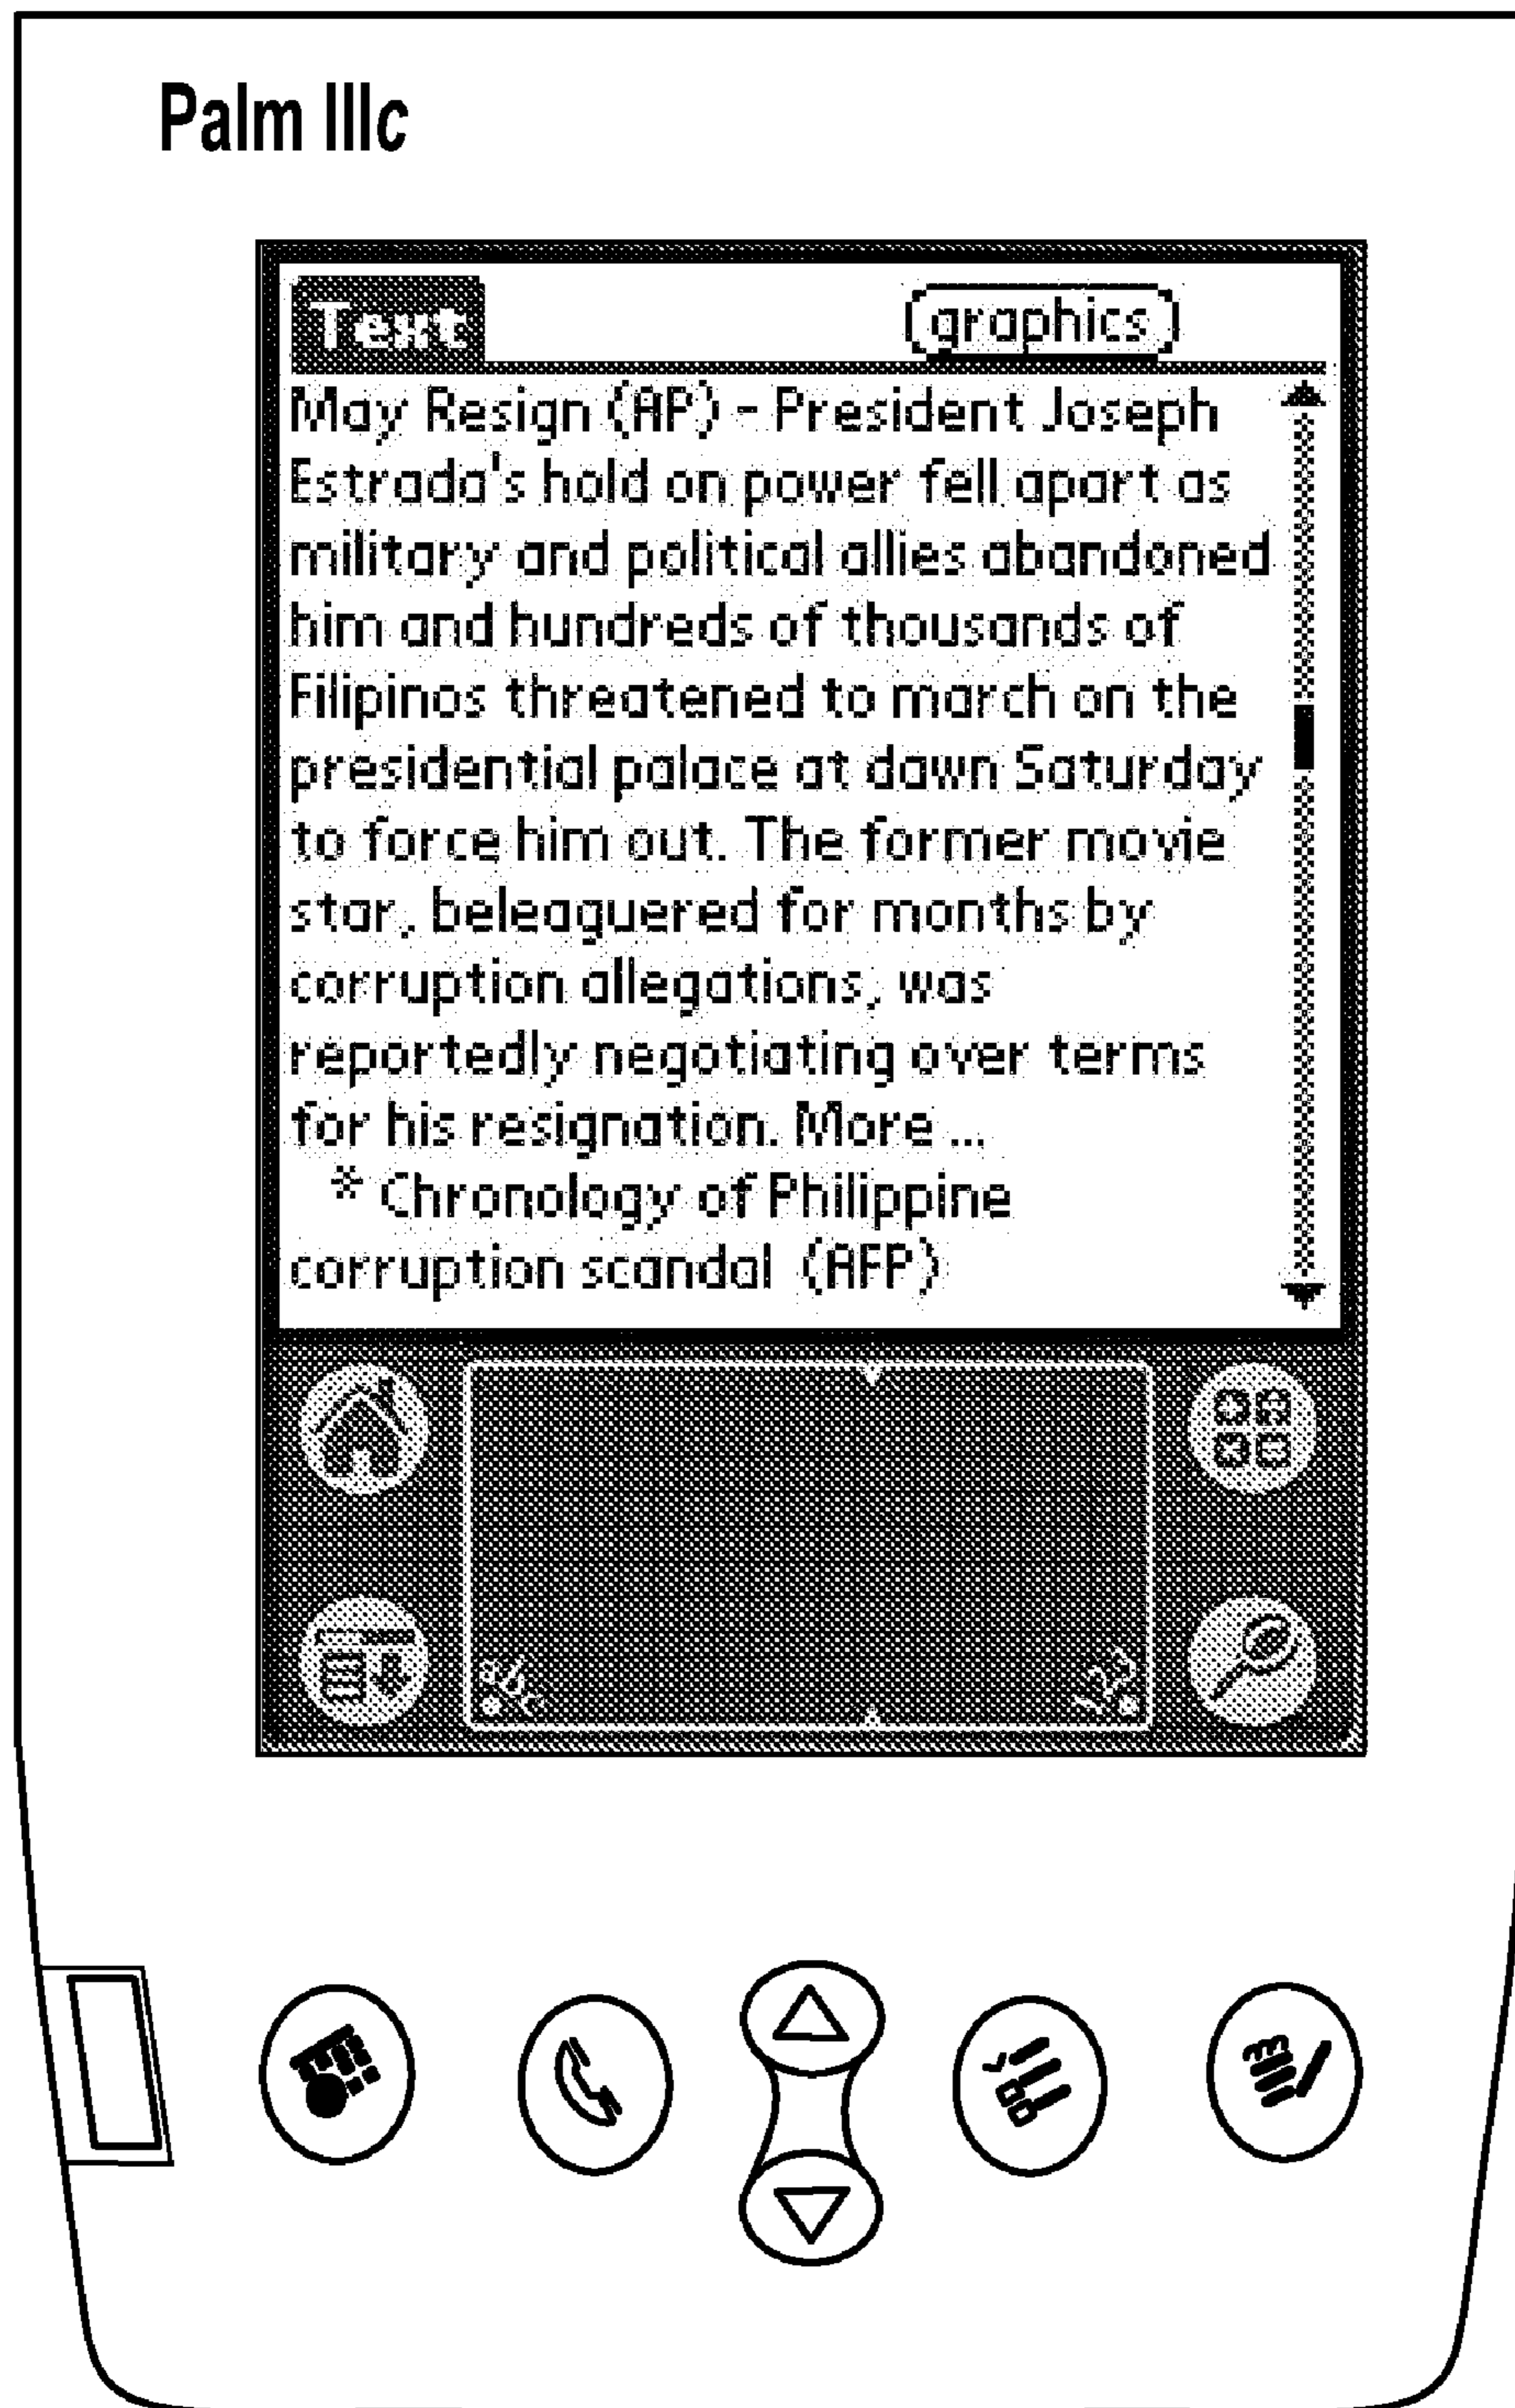 Palm IIIc
Text
graphics
May Resign (AP) - President Joseph
Estrada's hold on power fell apart as
military and political allies abandoned
him and hundreds of thousands of
Filipinos threatened to march on the
presidential palace at dawn Saturday
to force him out. The former movie
star, beleaguered for months by
corruption allegations, was
reportedly negotiating over terms
for his resignation. More ...
* Chronology of Philippine
corruption scandal (AFP)
abc
123